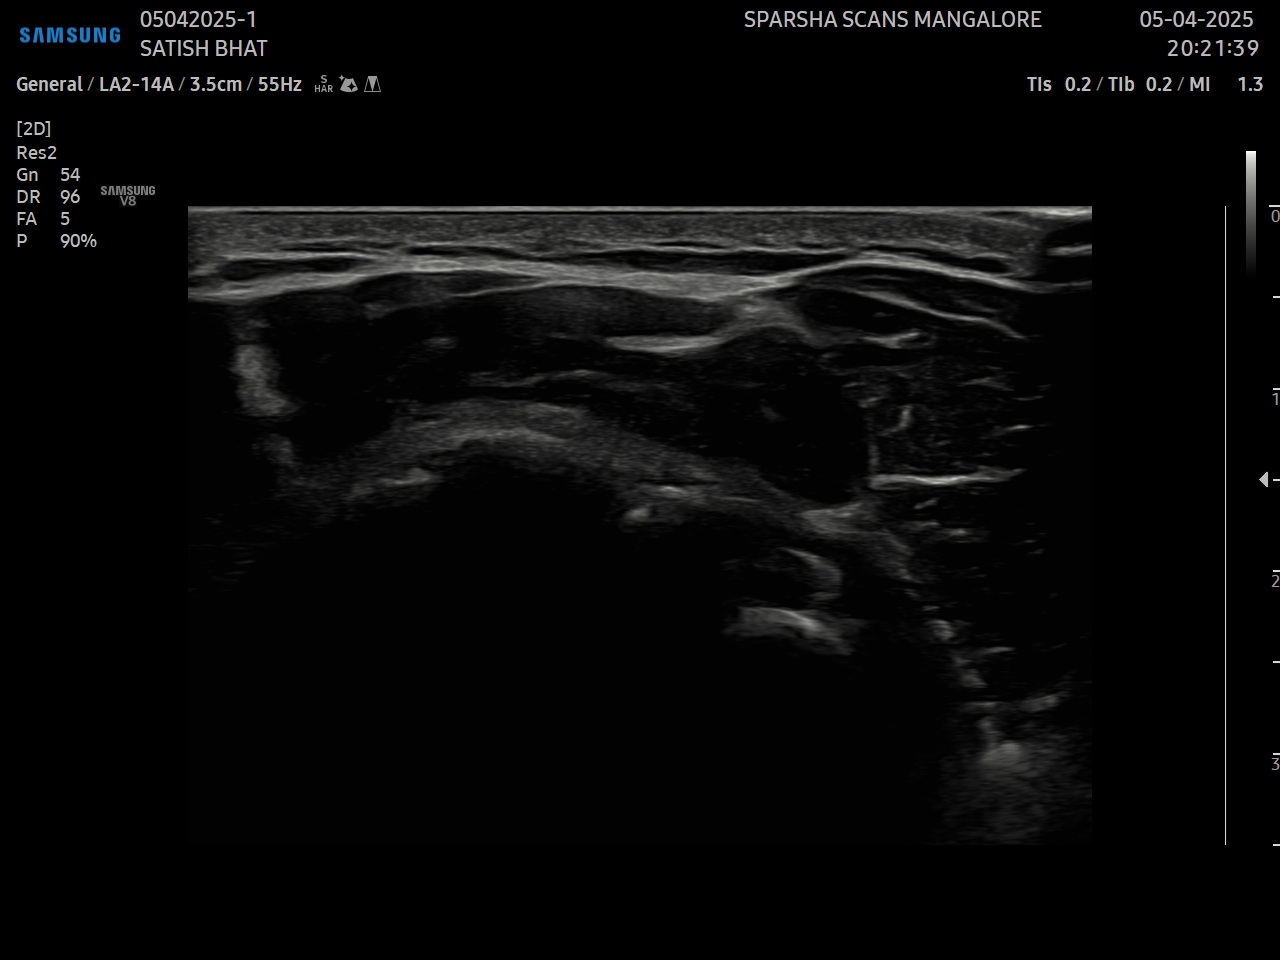 SAMSUNG
05042025-1
SATISH BHAT
SPARSHA SCANS MANGALORE
05-04-2025
20:21:39
General / LA2-14A / 3.5cm / 55Hz
S
HAR
TIs 0.2 / TIb 0.2 / MI 1.3
[2D]
Res2
Gn 54
DR 96
FA 5
P 90%
SAMSUNG
V8
0
1
2
3